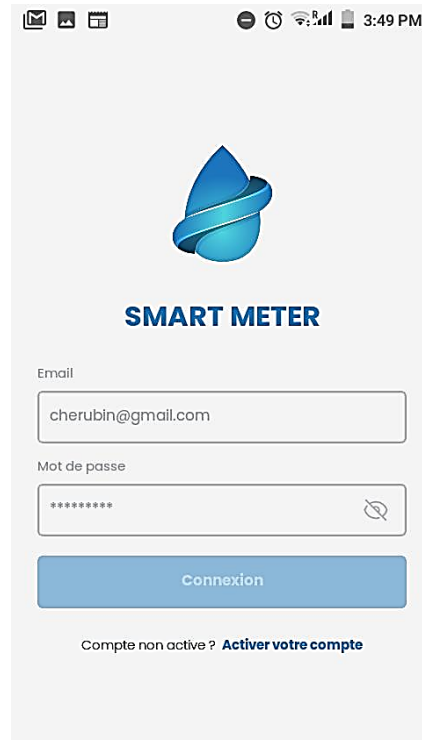 R 3:49 PM
SMART METER
Email
cherubin@gmail.com
Mot de passe
*********
Connexion
Compte non active ? Activer votre compte